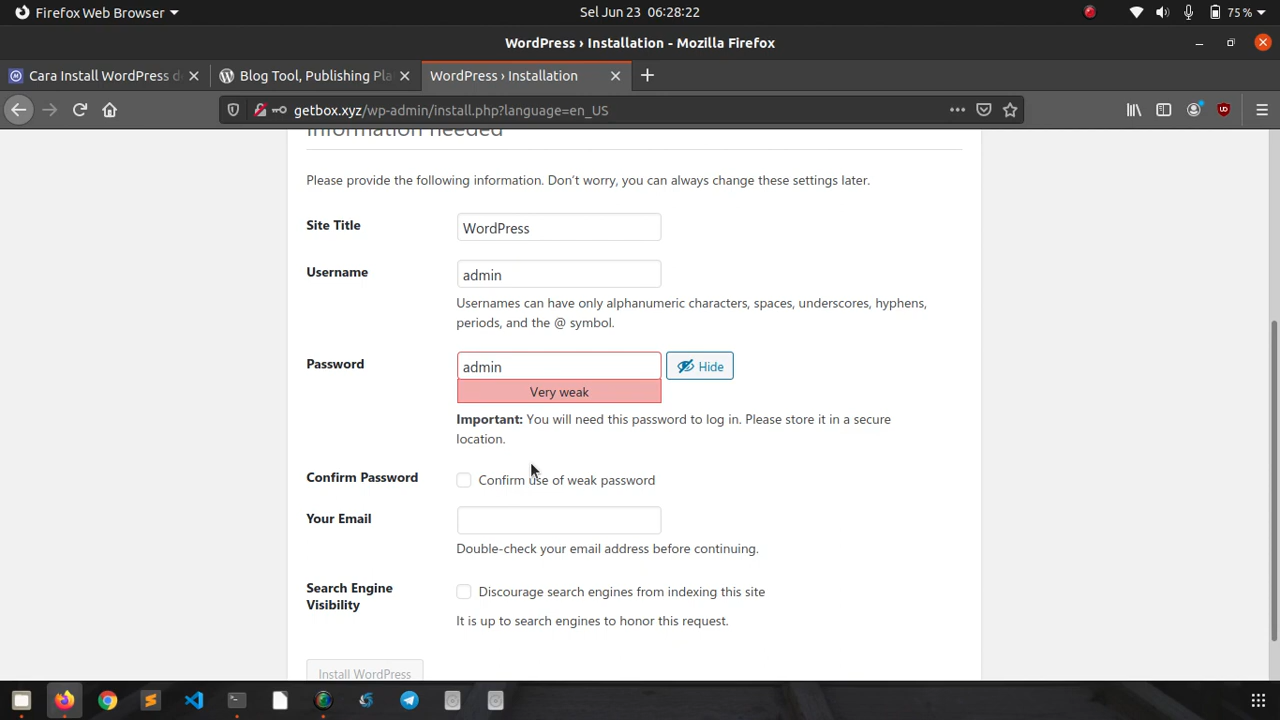 Firefox Web Browser
Sel Jun 23 06:28:22
75%
WordPress › Installation - Mozilla Firefox
Cara Install WordPress d
Blog Tool, Publishing Pla
WordPress › Installation
getbox.xyz/wp-admin/install.php?language=en_US
Information needed
Please provide the following information. Don’t worry, you can always change these settings later.
Site Title
WordPress
Username
admin
Usernames can have only alphanumeric characters, spaces, underscores, hyphens,
periods, and the @ symbol.
Password
admin
Hide
Very weak
Important: You will need this password to log in. Please store it in a secure
location.
Confirm Password
Confirm use of weak password
Your Email
Double-check your email address before continuing.
Search Engine
Visibility
Discourage search engines from indexing this site
It is up to search engines to honor this request.
Install WordPress